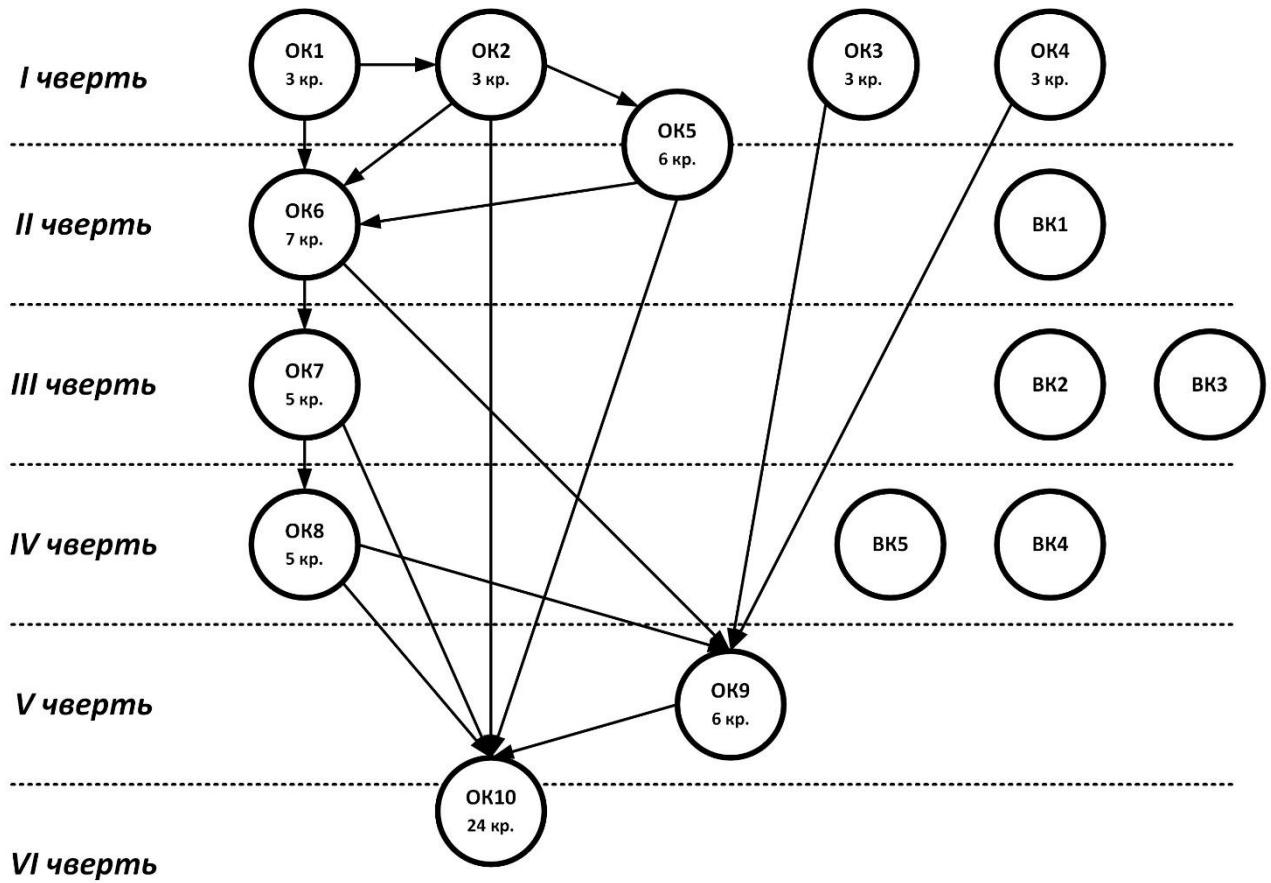 ОК1
3 кр.
ОК2
3 кр.
ОК3
3 кр.
ОК4
3 кр.
I чверть
ОК5
6 кр.
ОК6
7 кр.
ВК1
II чверть
ОК7
5 кр.
ВК2
ВК3
III чверть
ОК8
5 кр.
ВК5
ВК4
IV чверть
ОК9
6 кр.
V чверть
ОК10
24 кр.
VI чверть